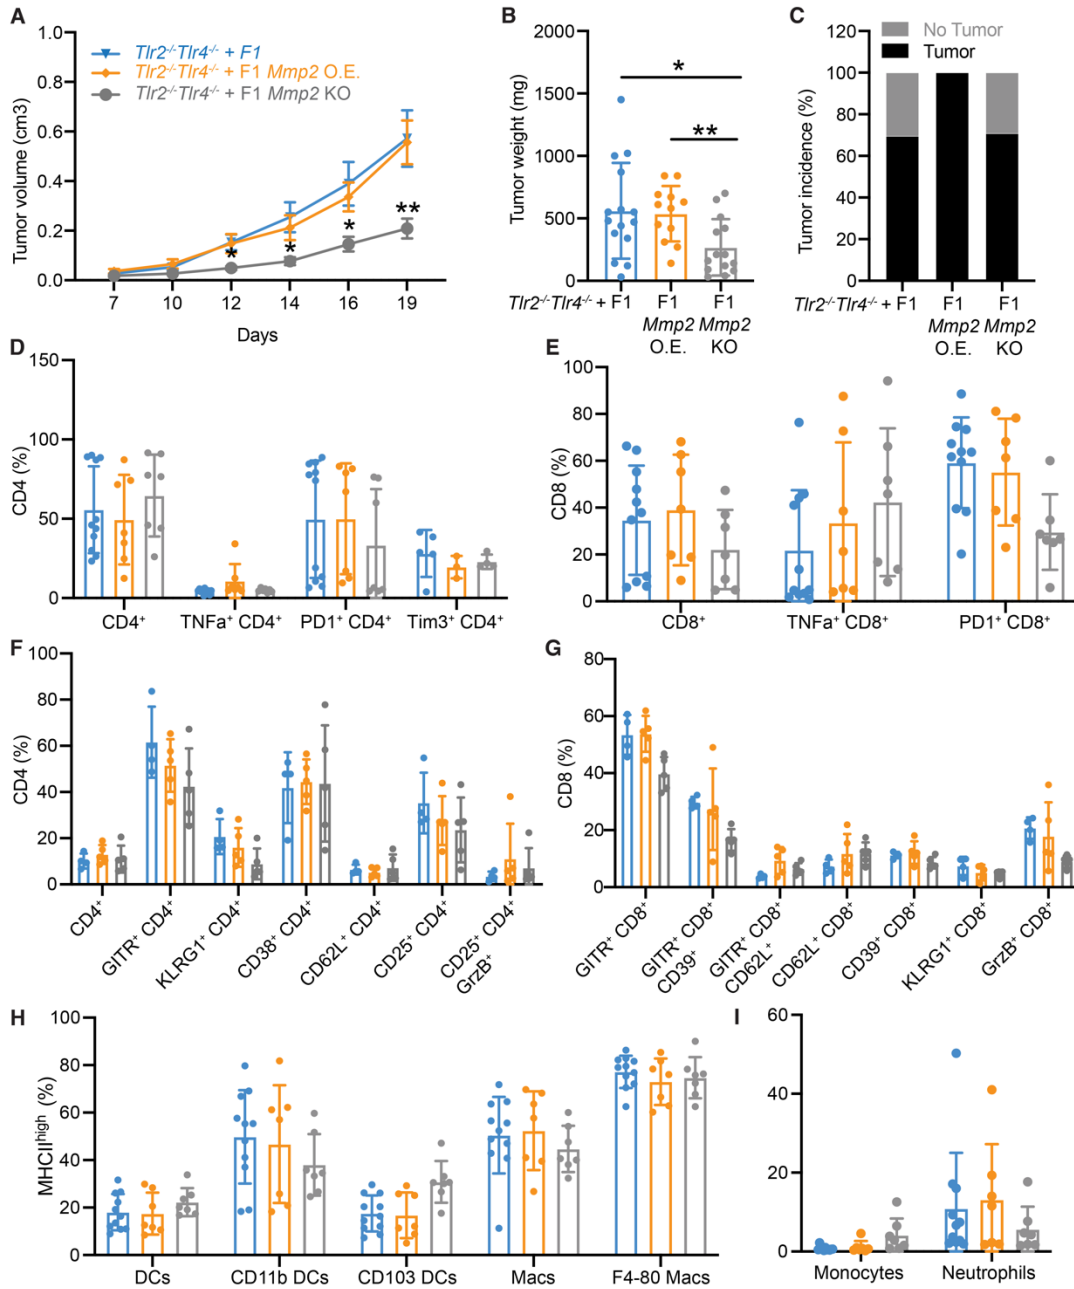 A
Tumor volume (cm3)
1.0
0.8
0.6
0.4
0.2
0.0
Tlr2-/-Tlr4-/- + F1
Tlr2-/-Tlr4-/- + F1 Mmp2 O.E.
Tlr2-/-Tlr4-/- + F1 Mmp2 KO
* * * **
7 10 12 14 16 19
Days
B
Tumor weight (mg)
2000
1500
1000
500
0
*
**
Tlr2-/-Tlr4-/- + F1 F1 F1
Mmp2 Mmp2
O.E. KO
C
Tumor incidence (%)
120
100
80
60
40
20
0
No Tumor
Tumor
Tlr2-/-Tlr4-/- + F1 F1 F1
Mmp2 Mmp2
O.E. KO
D
CD4 (%)
150
100
50
0
CD4+ TNFa+ CD4+ PD1+ CD4+ Tim3+ CD4+
E
CD8 (%)
100
80
60
40
20
0
CD8+ TNFa+ CD8+ PD1+ CD8+
F
CD4 (%)
100
80
60
40
20
0
CD4+
GITR+ CD4+
KLRG1+ CD4+
CD38+ CD4+
CD62L+ CD4+
CD25+ CD4+
CD25+ CD4+
GrzB+
G
CD8 (%)
80
60
40
20
0
GITR+ CD8+
GITR+ CD8+
CD39+
GITR+ CD8+
CD62L+
CD62L+ CD8+
CD39+ CD8+
KLRG1+ CD8+
GrzB+ CD8+
H
MHCIIhigh (%)
100
80
60
40
20
0
DCs CD11b DCs CD103 DCs Macs F4-80 Macs
I
60
40
20
0
Monocytes Neutrophils